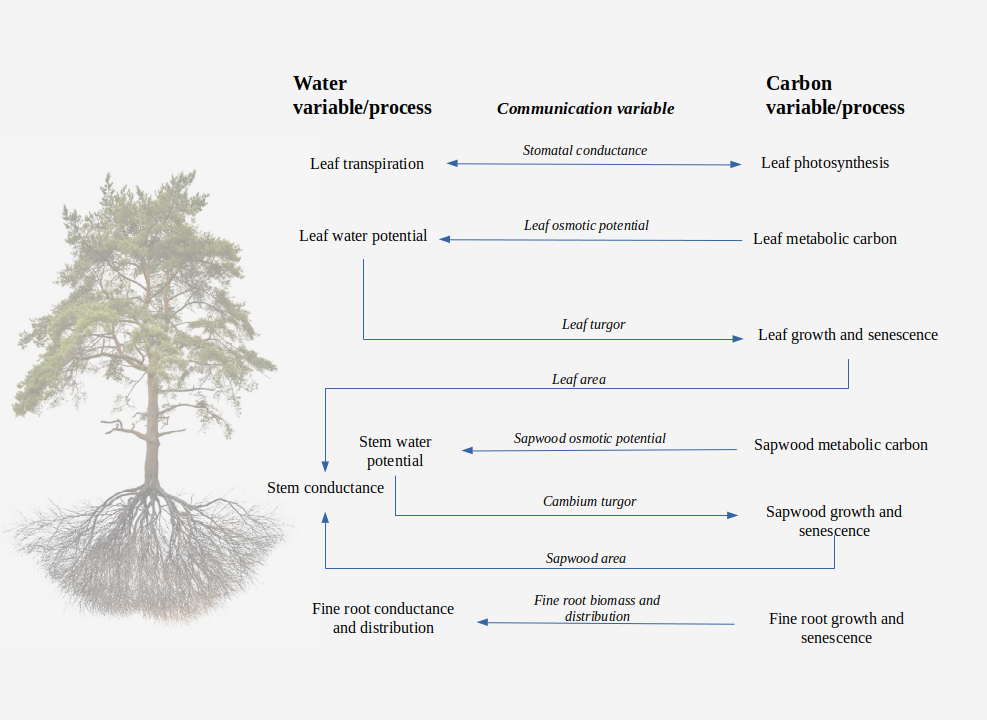 Water
variable/process
Communication variable
Carbon
variable/process
Leaf transpiration
Stomatal conductance
Leaf photosynthesis
Leaf water potential
Leaf osmotic potential
Leaf metabolic carbon
Leaf turgor
Leaf growth and senescence
Leaf area
Stem water
potential
Sapwood osmotic potential
Sapwood metabolic carbon
Stem conductance
Cambium turgor
Sapwood growth and
senescence
Sapwood area
Fine root conductance
and distribution
Fine root biomass and
distribution
Fine root growth and
senescence